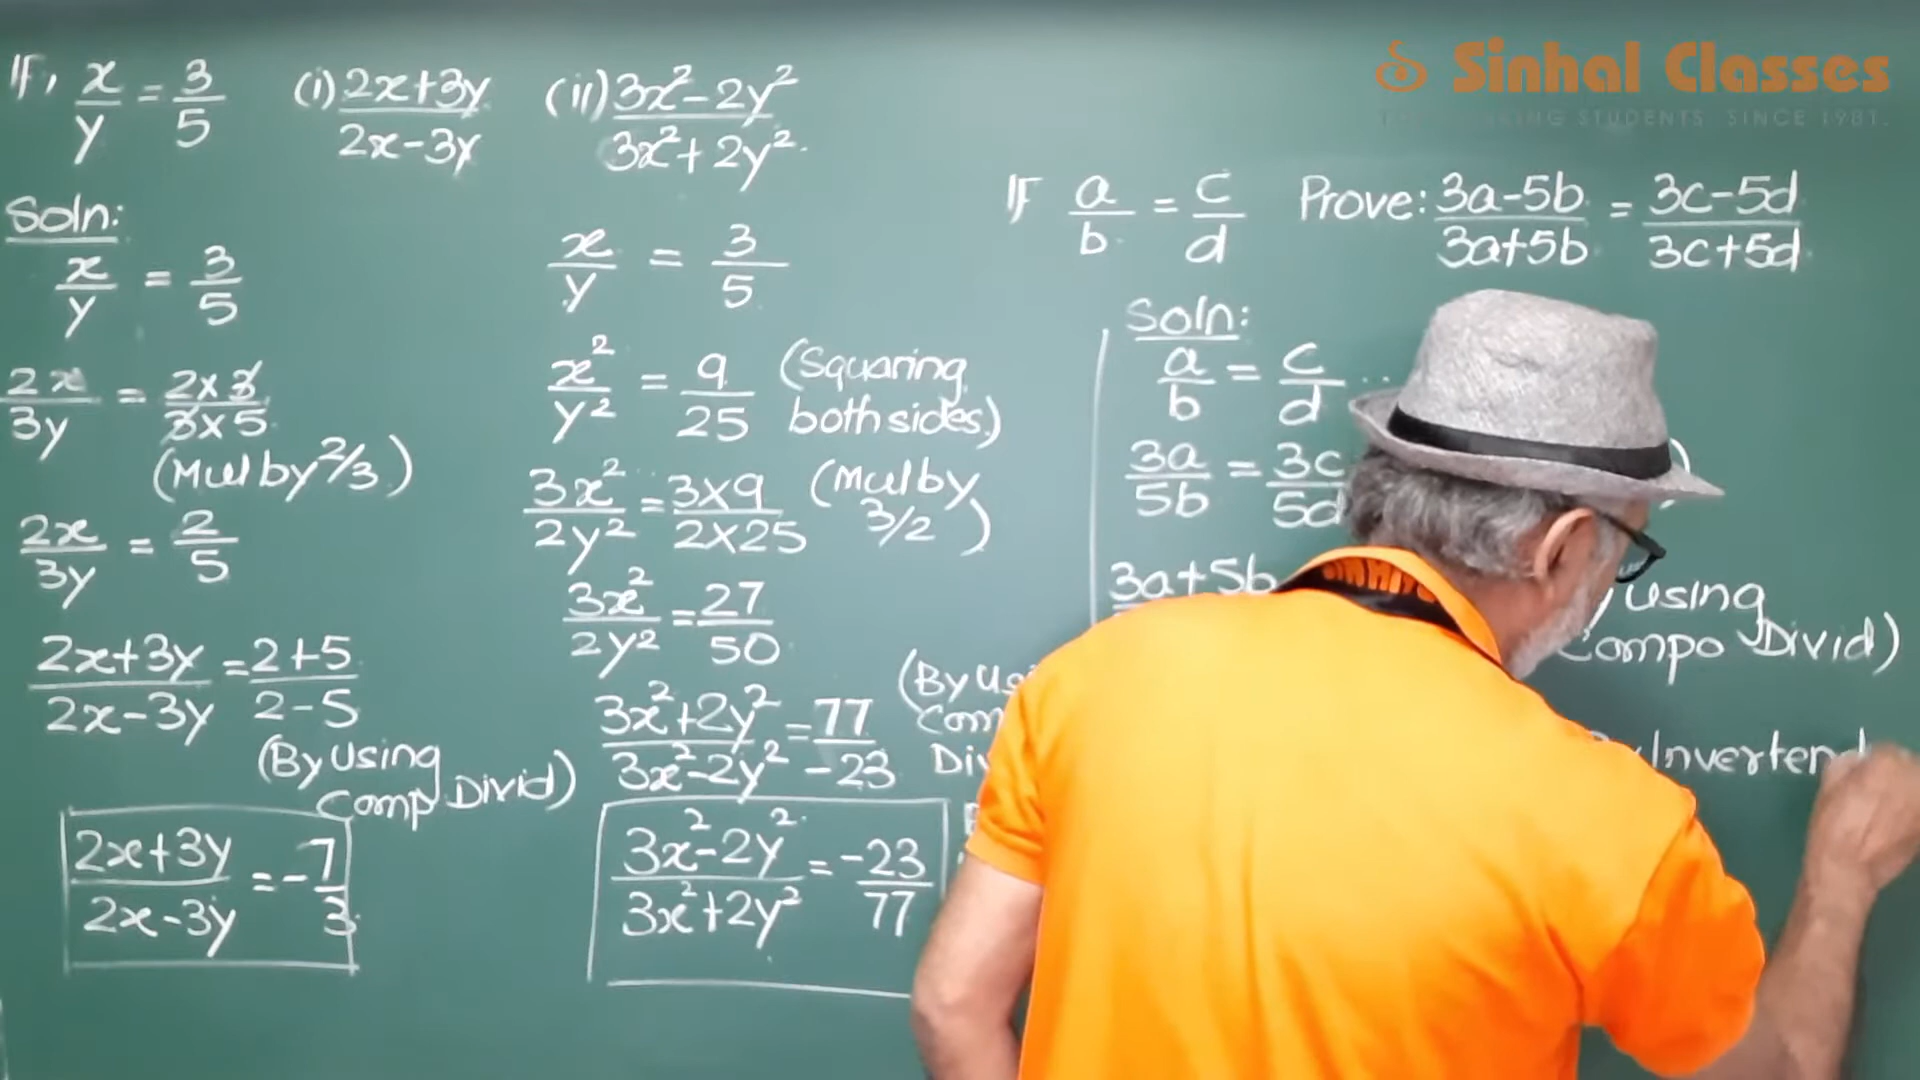 If, x/y = 3/5 (i) 2x+3y/2x-3y (ii) 3x²-2y²/3x²+2y²
Soln:
x/y = 3/5
2x/3y = 2×3/3×5
(Mul by 2/3)
2x/3y = 2/5
2x+3y/2x-3y = 2+5/2-5
(By Using
Comp Divid)
2x+3y/2x-3y = -7/3
x/y = 3/5
x²/y² = 9/25 (Squaring
both sides)
3x²/2y² = 3×9/2×25 (Mul by
3/2)
3x²/2y² = 27/50
3x²+2y²/3x²-2y² = 77/-23
(By
3x²-2y²/3x²+2y² = -23/77
Sinhal Classes
STUDENTS. SINCE 1981.
If a/b = c/d Prove: 3a-5b/3a+5b = 3c-5d/3c+5d
Soln:
a/b = c/d
3a/5b = 3c/5d
3a+5b
using
Compo Divid)